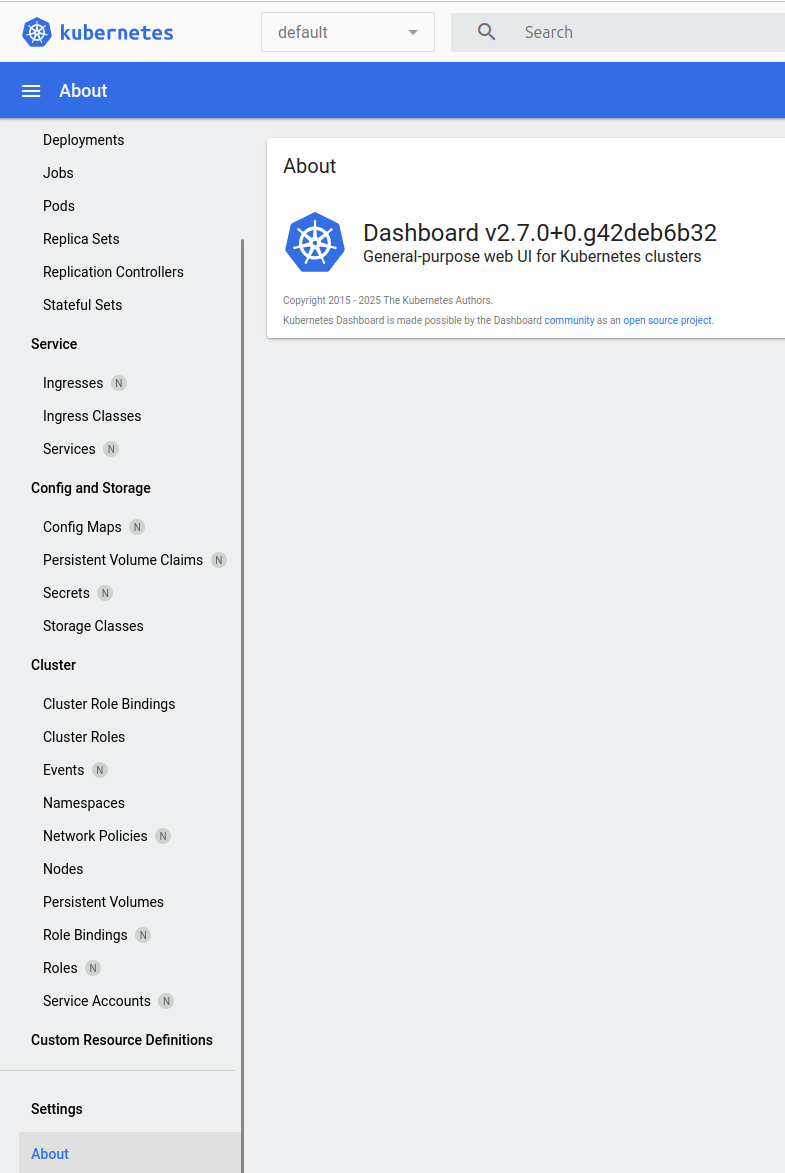 kubernetes
default
Search
About
Deployments
Jobs
Pods
Replica Sets
Replication Controllers
Stateful Sets
Service
Ingresses N
Ingress Classes
Services N
Config and Storage
Config Maps N
Persistent Volume Claims N
Secrets N
Storage Classes
Cluster
Cluster Role Bindings
Cluster Roles
Events N
Namespaces
Network Policies N
Nodes
Persistent Volumes
Role Bindings N
Roles N
Service Accounts N
Custom Resource Definitions
Settings
About
About
Dashboard v2.7.0+0.g42deb6b32
General-purpose web UI for Kubernetes clusters
Copyright 2015 - 2025 The Kubernetes Authors.
Kubernetes Dashboard is made possible by the Dashboard community as an open source project.